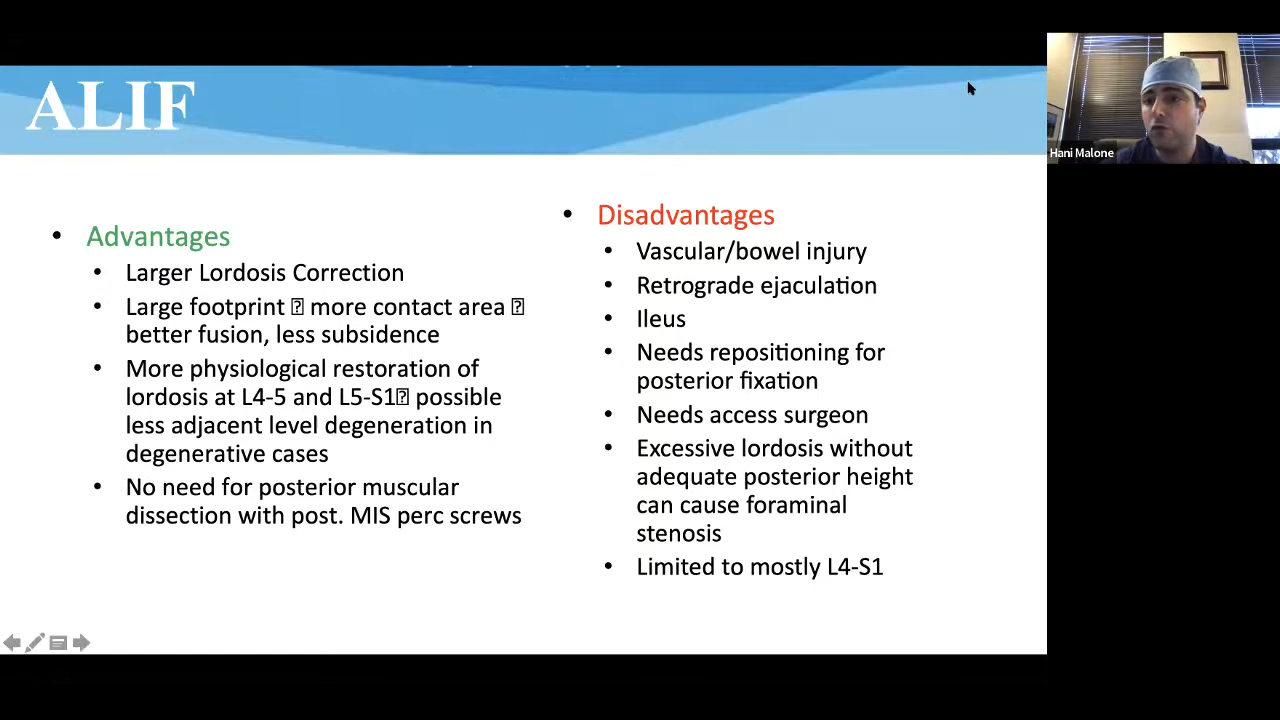 ALIF
Hani Malone
• Advantages
• Larger Lordosis Correction
• Large footprint � more contact area �
better fusion, less subsidence
• More physiological restoration of
lordosis at L4-5 and L5-S1� possible
less adjacent level degeneration in
degenerative cases
• No need for posterior muscular
dissection with post. MIS perc screws
• Disadvantages
• Vascular/bowel injury
• Retrograde ejaculation
• Ileus
• Needs repositioning for
posterior fixation
• Needs access surgeon
• Excessive lordosis without
adequate posterior height
can cause foraminal
stenosis
• Limited to mostly L4-S1